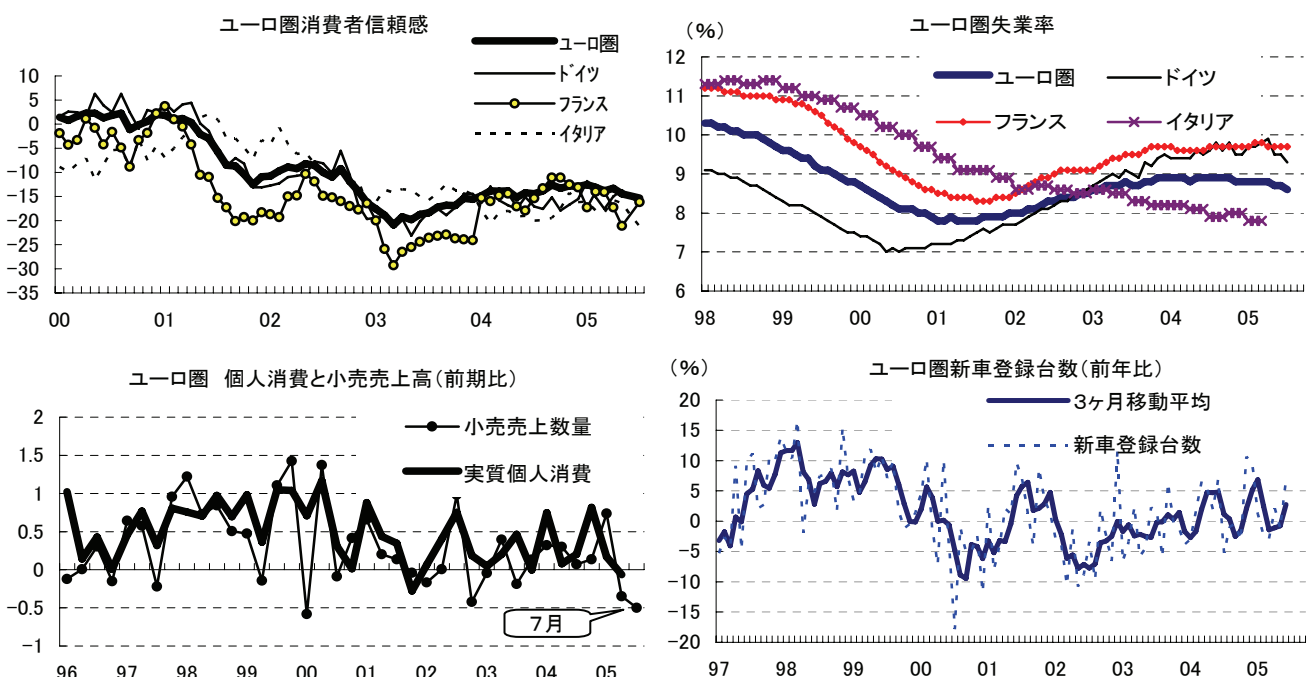 ユーロ圏消費者信頼感
ユーロ圏
ドイツ
フランス
イタリア
10
5
0
-5
-10
-15
-20
-25
-30
-35
00 01 02 03 04 05
ユーロ圏失業率
(%)
ユーロ圏 ドイツ
フランス イタリア
12
11
10
9
8
7
6
98 99 00 01 02 03 04 05
ユーロ圏 個人消費と小売売上高(前期比)
小売売上数量
実質個人消費
2
1.5
1
0.5
0
-0.5
-1
7月
96 97 98 99 00 01 02 03 04 05
ユーロ圏新車登録台数(前年比)
(%)
3ヶ月移動平均
新車登録台数
20
15
10
5
0
-5
-10
-15
-20
97 98 99 00 01 02 03 04 05